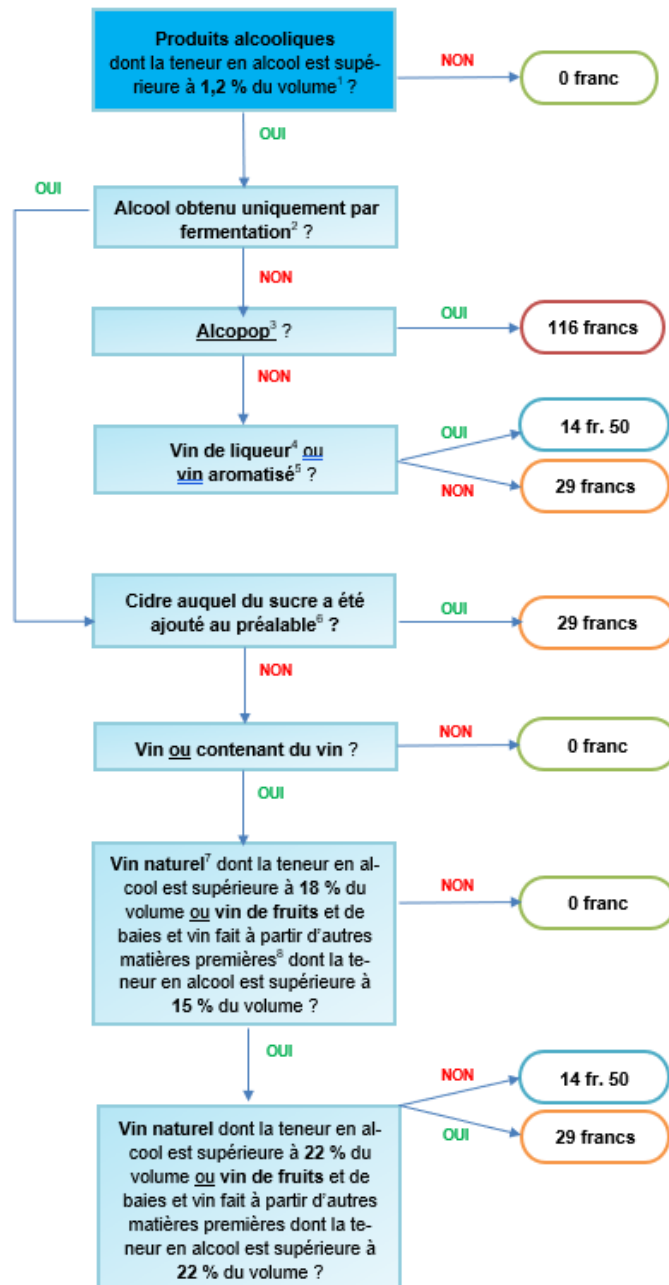 Produits alcooliques
dont la teneur en alcool est supé-
rieure à 1,2 % du volume¹ ?
NON
0 franc
OUI
OUI
Alcool obtenu uniquement par
fermentation² ?
NON
Alcopop³ ?
OUI
116 francs
NON
Vin de liqueur⁴ ou
vin aromatisé⁵ ?
OUI
14 fr. 50
NON
29 francs
Cidre auquel du sucre a été
ajouté au préalable⁶ ?
OUI
29 francs
NON
Vin ou contenant du vin ?
NON
0 franc
OUI
Vin naturel⁷ dont la teneur en al-
cool est supérieure à 18 % du
volume ou vin de fruits et de
baies et vin fait à partir d’autres
matières premières⁸ dont la te-
neur en alcool est supérieure à
15 % du volume ?
NON
0 franc
OUI
NON
14 fr. 50
OUI
29 francs
Vin naturel dont la teneur en al-
cool est supérieure à 22 % du
volume ou vin de fruits et de
baies et vin fait à partir d’autres
matières premières dont la te-
neur en alcool est supérieure à
22 % du volume ?